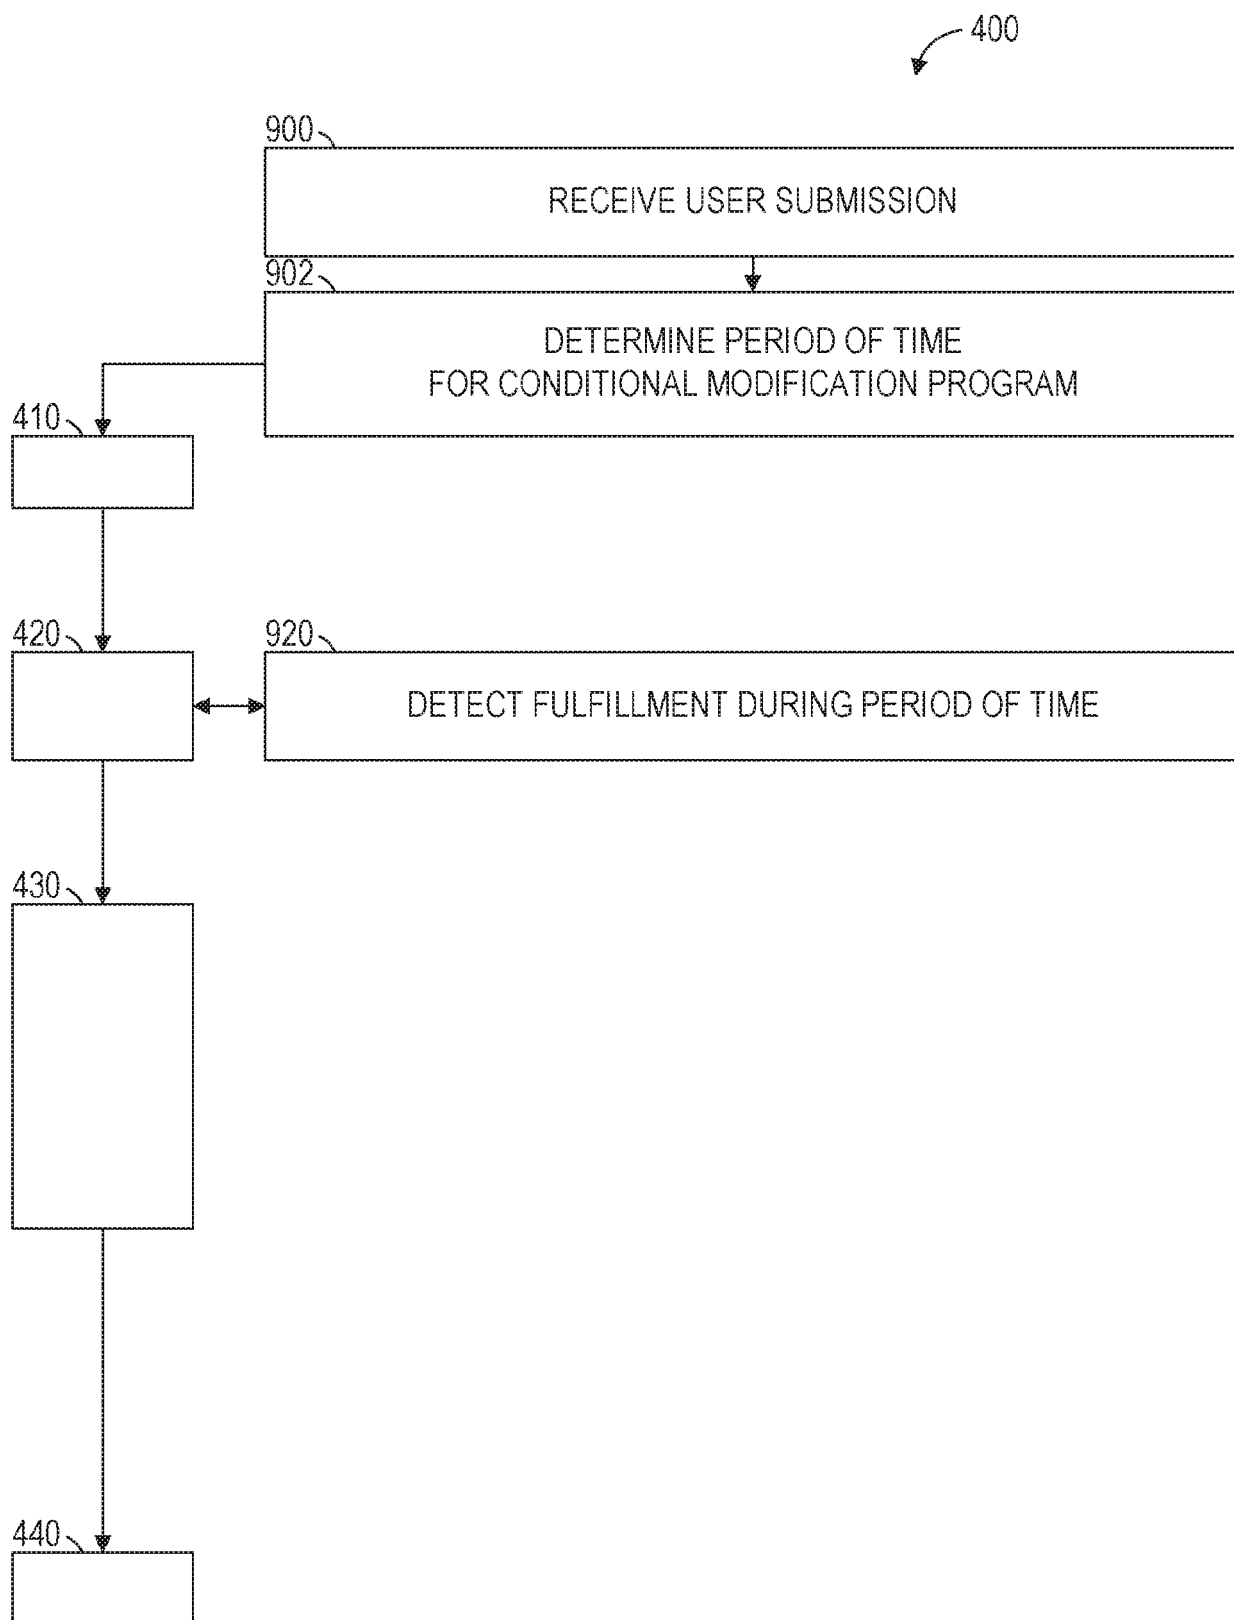 400
900
RECEIVE USER SUBMISSION
902
DETERMINE PERIOD OF TIME
FOR CONDITIONAL MODIFICATION PROGRAM
410
420
920
DETECT FULFILLMENT DURING PERIOD OF TIME
430
440